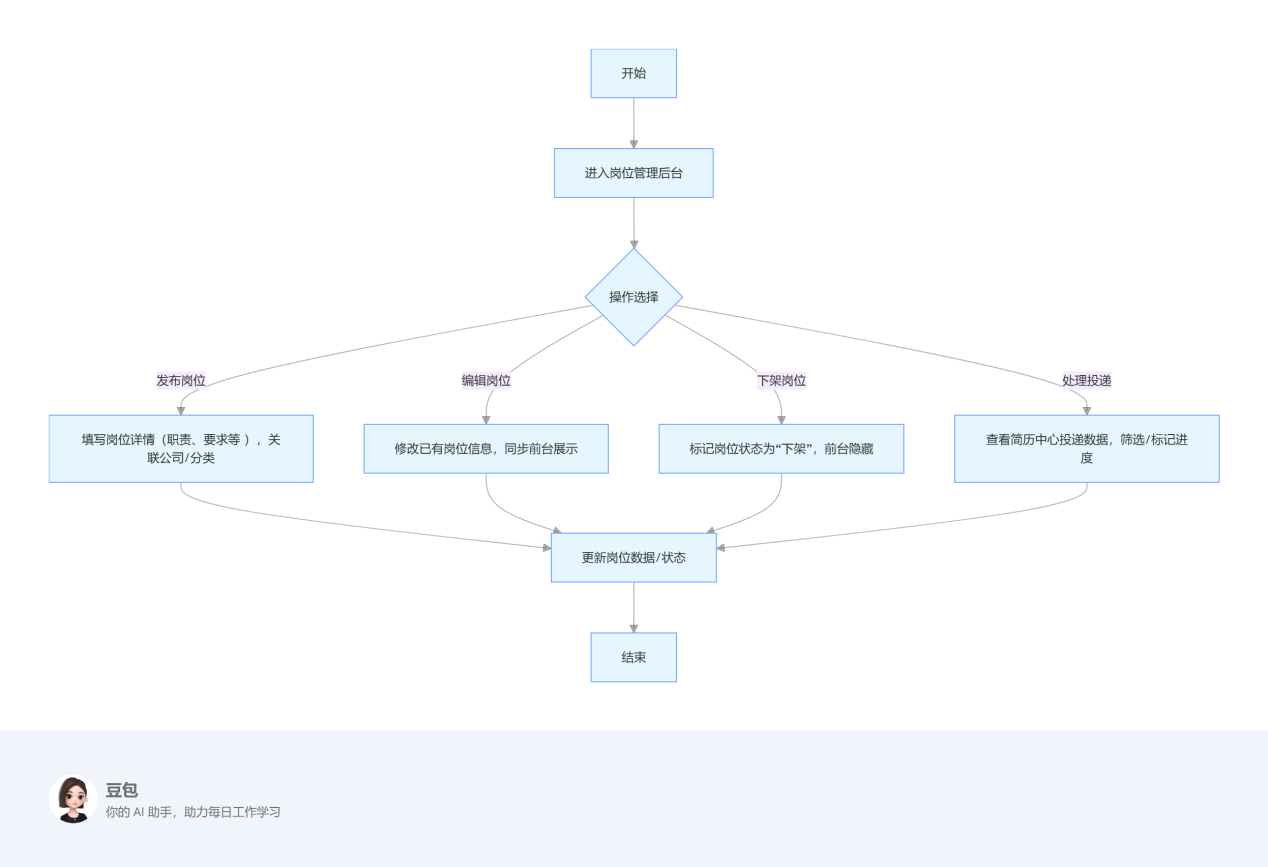 开始
进入岗位管理后台
操作选择
发布岗位
编辑岗位
下架岗位
处理投递
填写岗位详情（职责、要求等 ），关
联公司/分类
修改已有岗位信息，同步前台展示
标记岗位状态为“下架”，前台隐藏
查看简历中心投递数据，筛选/标记进
度
更新岗位数据/状态
结束
豆包
你的 AI 助手，助力每日工作学习